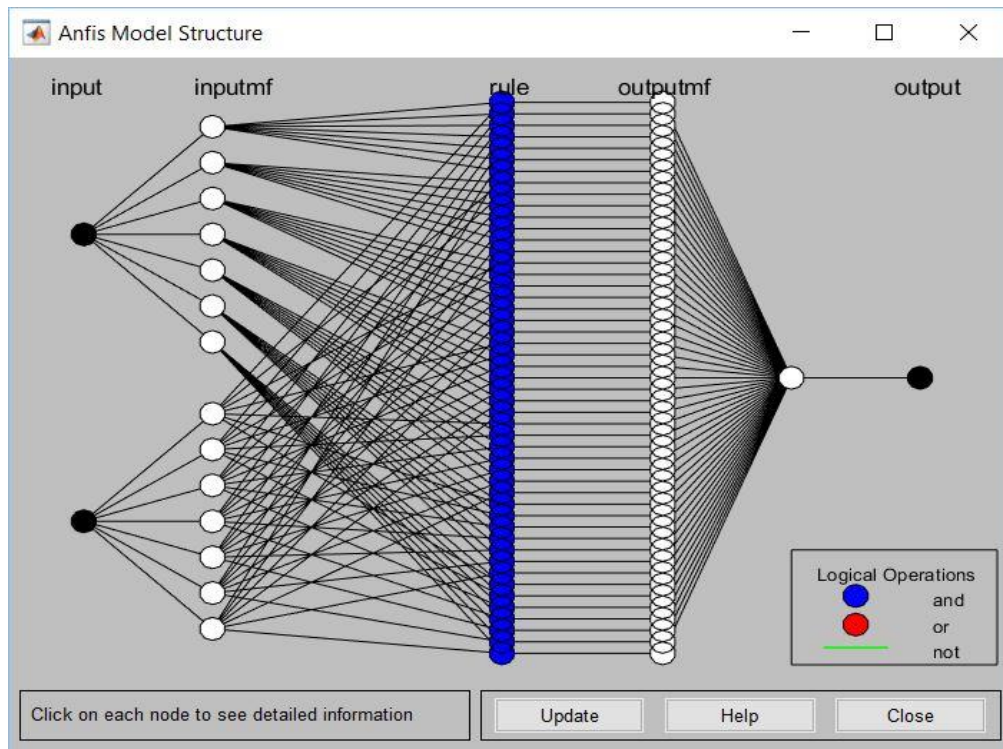 Anfis Model Structure
input inputmf rule outputmf output
Logical Operations
and
or
not
Click on each node to see detailed information
Update Help Close